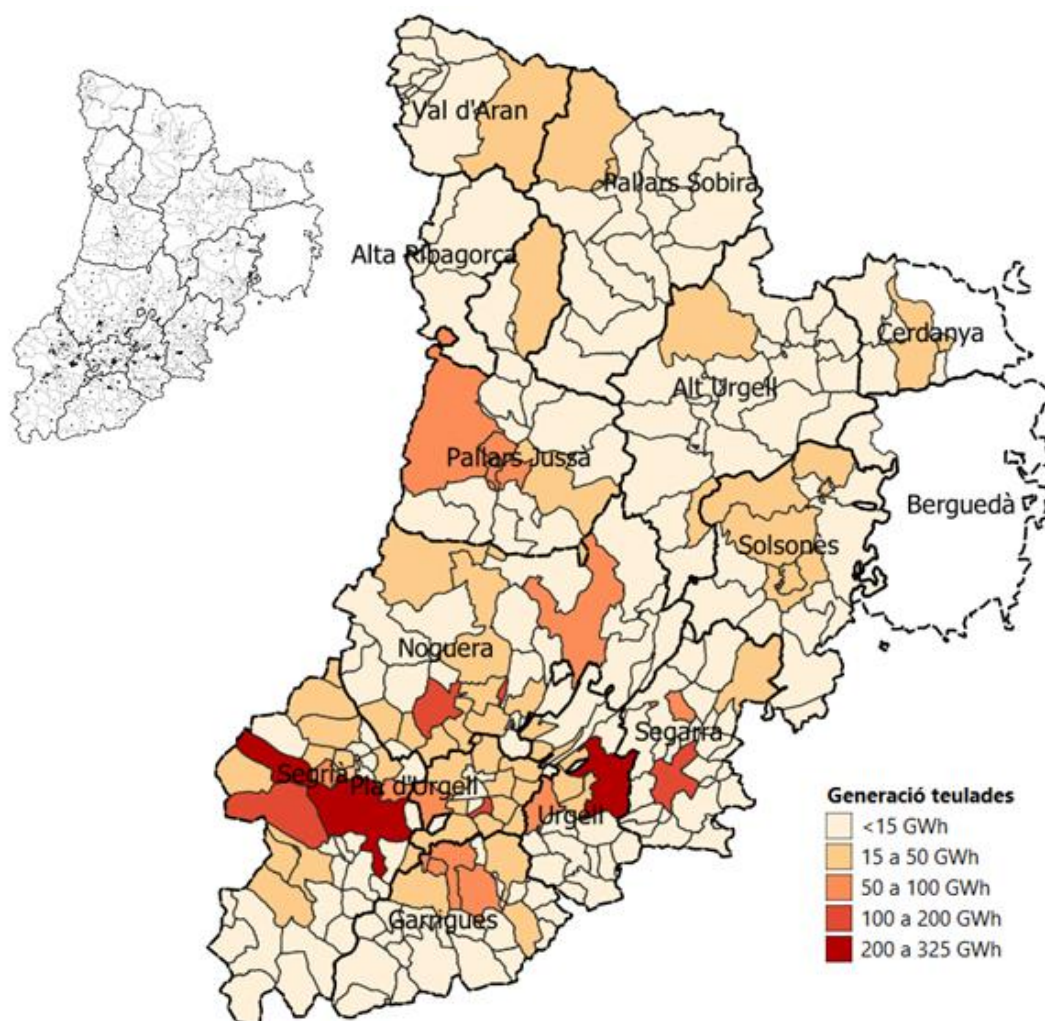 Val d'Aran
Pallars Sobirà
Alta Ribagorça
Cerdanya
Alt Urgell
Pallars Jussà
Berguedà
Solsonès
Noguera
Segarra
Segrià
Pla d'Urgell
Urgell
Garrigues
Generació teulades
<15 GWh
15 a 50 GWh
50 a 100 GWh
100 a 200 GWh
200 a 325 GWh